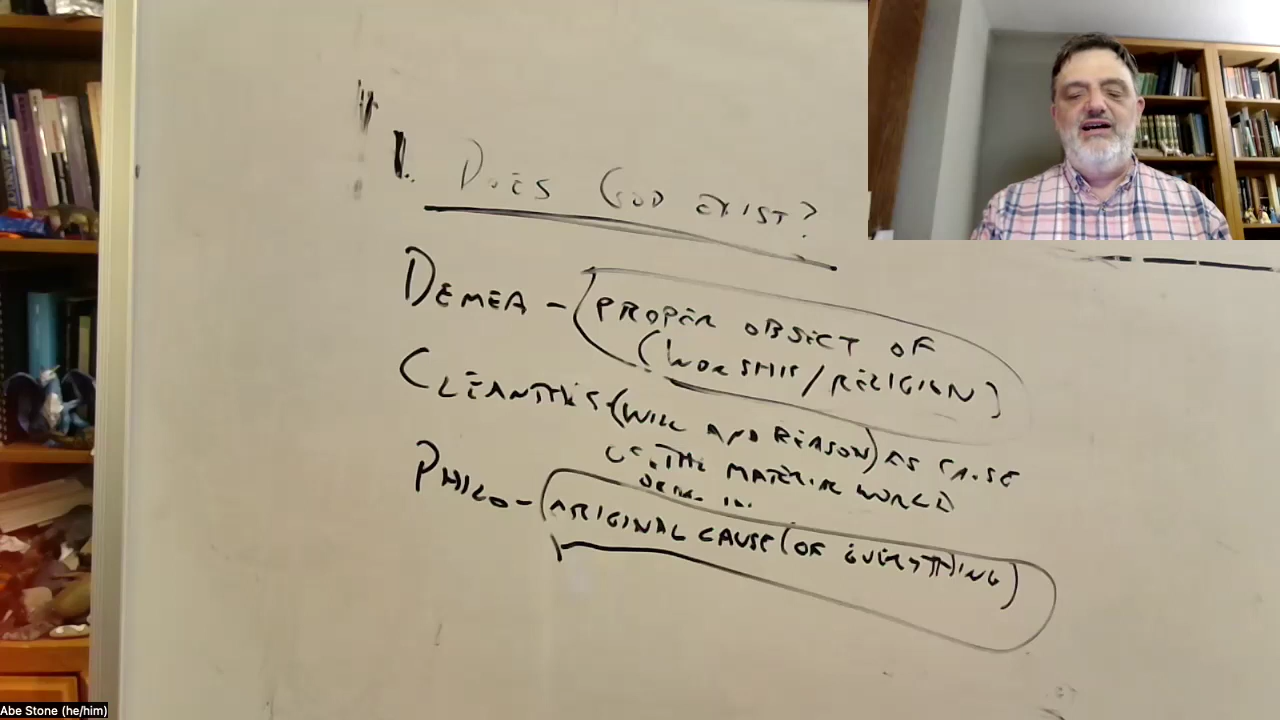 1. DOES GOD EXIST?
DEMEA - PROPER OBJECT OF
(WORSHIP/RELIGION)
CLEANTHES - (WILL AND REASON) AS CAUSE
OF THE MATERIAL WORLD
PHILO - ORIGINAL CAUSE (OF EVERYTHING)
Abe Stone (he/him)